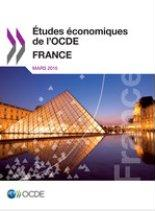 Études économiques
de l'OCDE
FRANCE
MARS 2015
France
OCDE